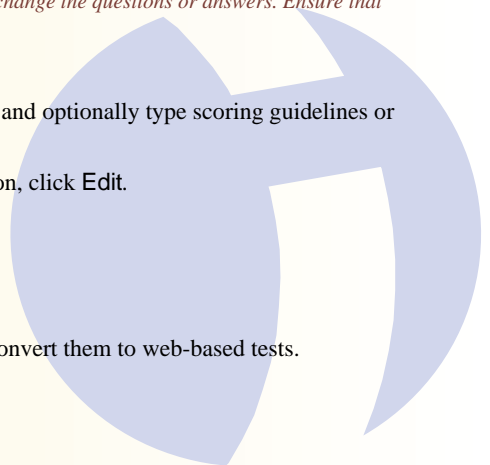 change the questions or answers. Ensure that
and optionally type scoring guidelines or
on, click Edit.
onvert them to web-based tests.